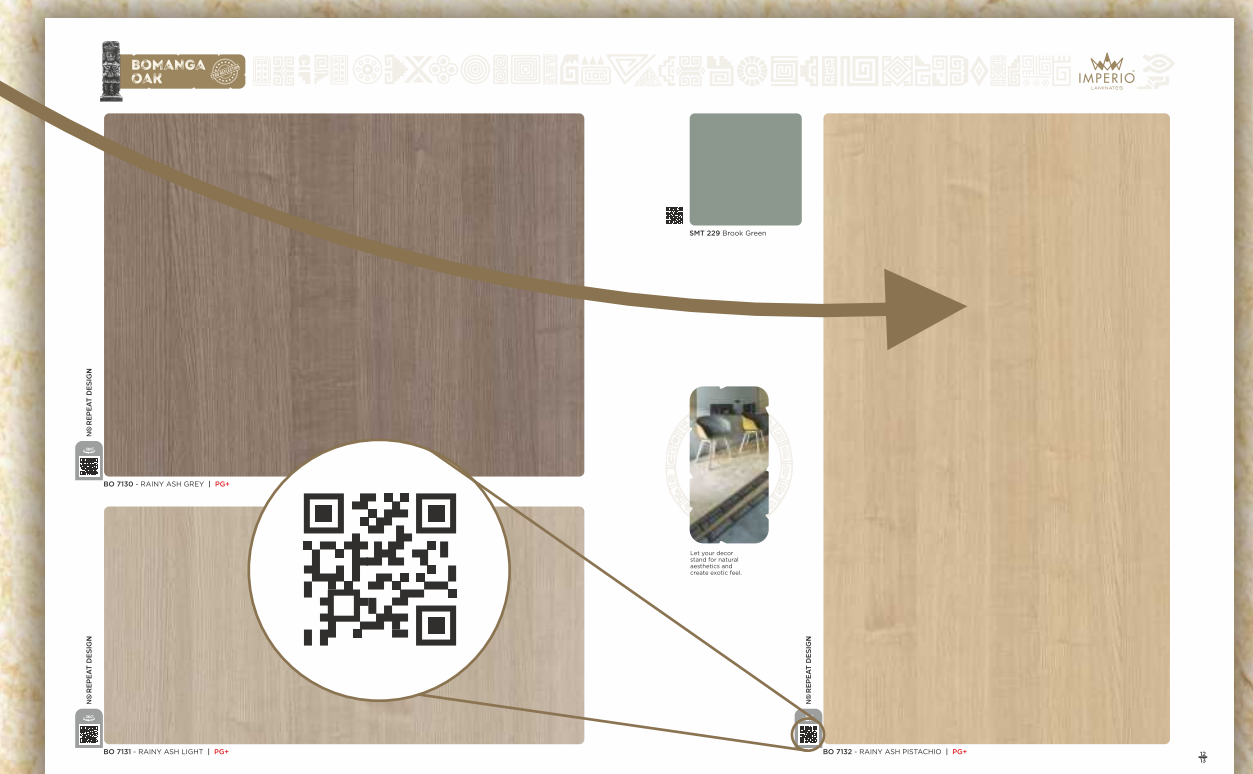 BOMANGA
OAK
IMPERIO
LAMINATES
SMT 229 Brook Green
NO REPEAT DESIGN
BO 7130 - RAINY ASH GREY | PG+
Let your decor
stand for natural
aesthetics and
create exotic feel.
NO REPEAT DESIGN
BO 7131 - RAINY ASH LIGHT | PG+
NO REPEAT DESIGN
BO 7132 - RAINY ASH PISTACHIO | PG+
12
13